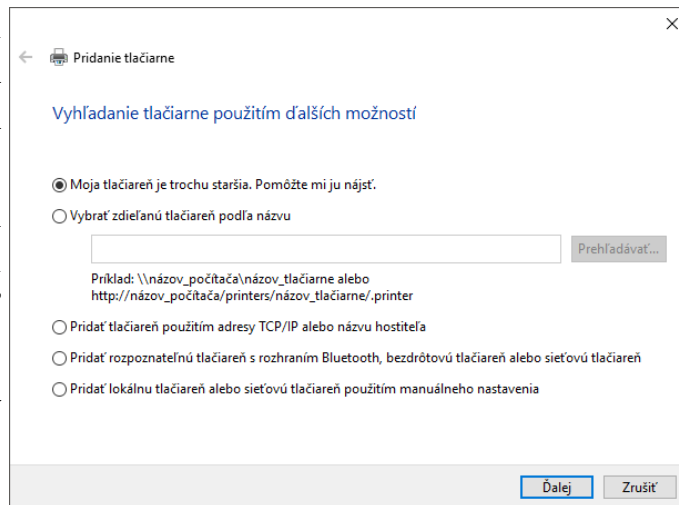 Pridanie tlačiarne
Vyhľadanie tlačiarne použitím ďalších možností
Moja tlačiareň je trochu staršia. Pomôžte mi ju nájsť.
Vybrať zdieľanú tlačiareň podľa názvu
Prehľadávať...
Príklad: \\názov_počítača\názov_tlačiarne alebo
http://názov_počítača/printers/názov_tlačiarne/.printer
Pridať tlačiareň použitím adresy TCP/IP alebo názvu hostiteľa
Pridať rozpoznateľnú tlačiareň s rozhraním Bluetooth, bezdrôtovú tlačiareň alebo sieťovú tlačiareň
Pridať lokálnu tlačiareň alebo sieťovú tlačiareň použitím manuálneho nastavenia
Ďalej
Zrušiť